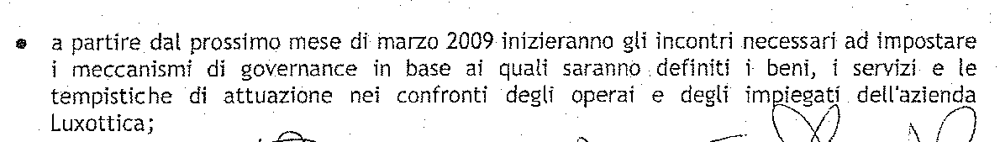 • a partire dal prossimo mese di marzo 2009 inizieranno gli incontri necessari ad impostare
i meccanismi di governance in base ai quali saranno definiti i beni, i servizi e le
tempistiche di attuazione nei confronti degli operai e degli impiegati dell'azienda
Luxottica;